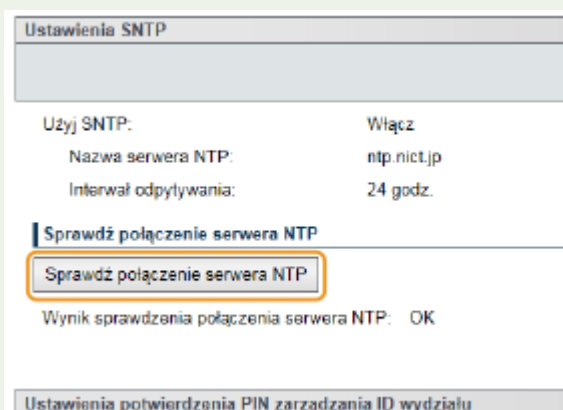 Ustawienia SNTP
Użyj SNTP: Włącz
Nazwa serwera NTP: ntp.nict.jp
Interwał odpytywania: 24 godz.
Sprawdź połączenie serwera NTP
Sprawdź połączenie serwera NTP
Wynik sprawdzenia połączenia serwera NTP: OK
Ustawienia potwierdzenia PIN zarządzania ID wydziału